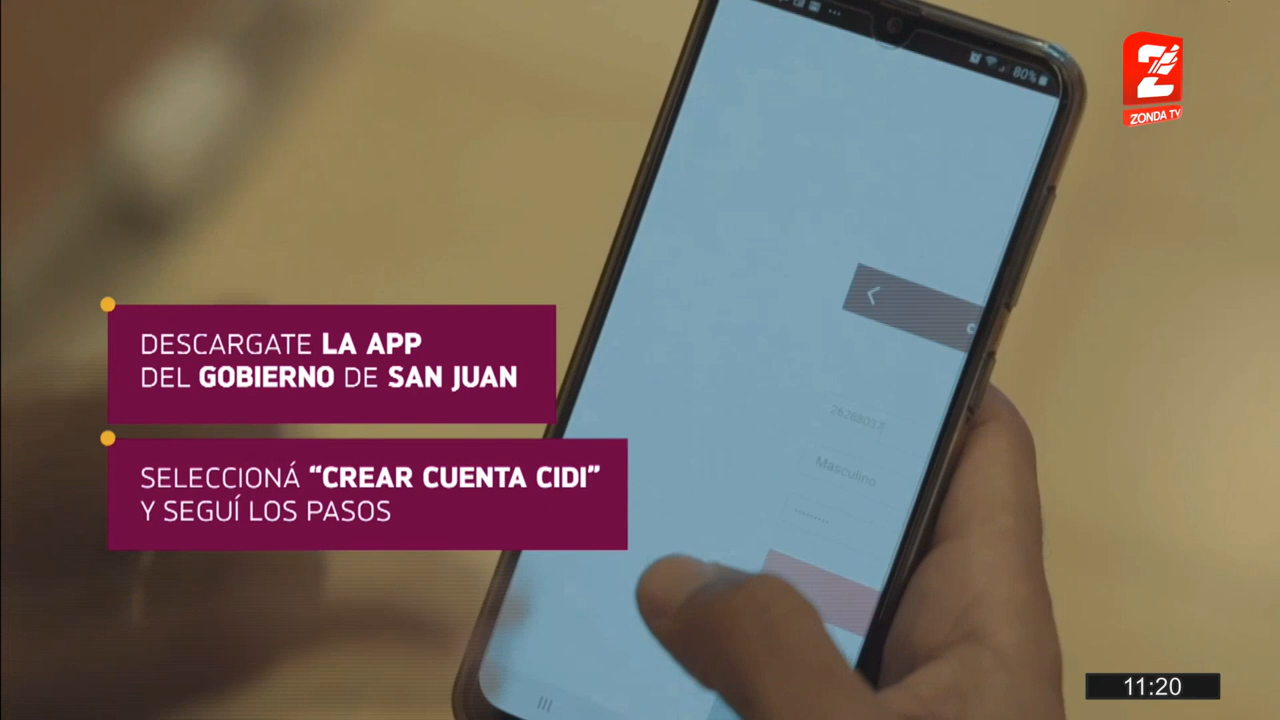 80%
ZONDA TV
DESCARGATE LA APP
DEL GOBIERNO DE SAN JUAN
SELECCIONÁ “CREAR CUENTA CIDI”
Y SEGUÍ LOS PASOS
Masculino
11:20